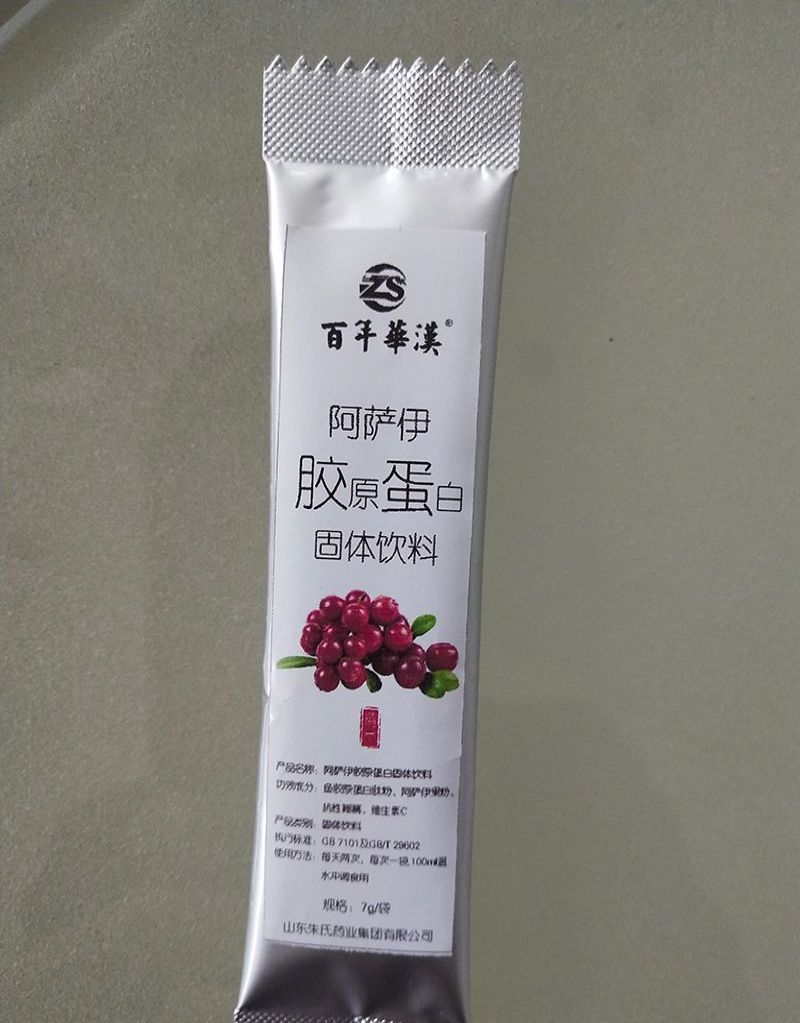 ZS
百年華漢®
阿萨伊
胶原蛋白
固体饮料
产品名称：阿萨伊胶原蛋白固体饮料
功效成分：鱼胶原蛋白肽粉、阿萨伊果粉、
抗性糊精、维生素C
产品类别：固体饮料
执行标准：GB 7101及GB/T 29602
使用方法：每天两次，每次一袋,100ml温
水冲调食用
规格：7g/袋
山东朱氏药业集团有限公司